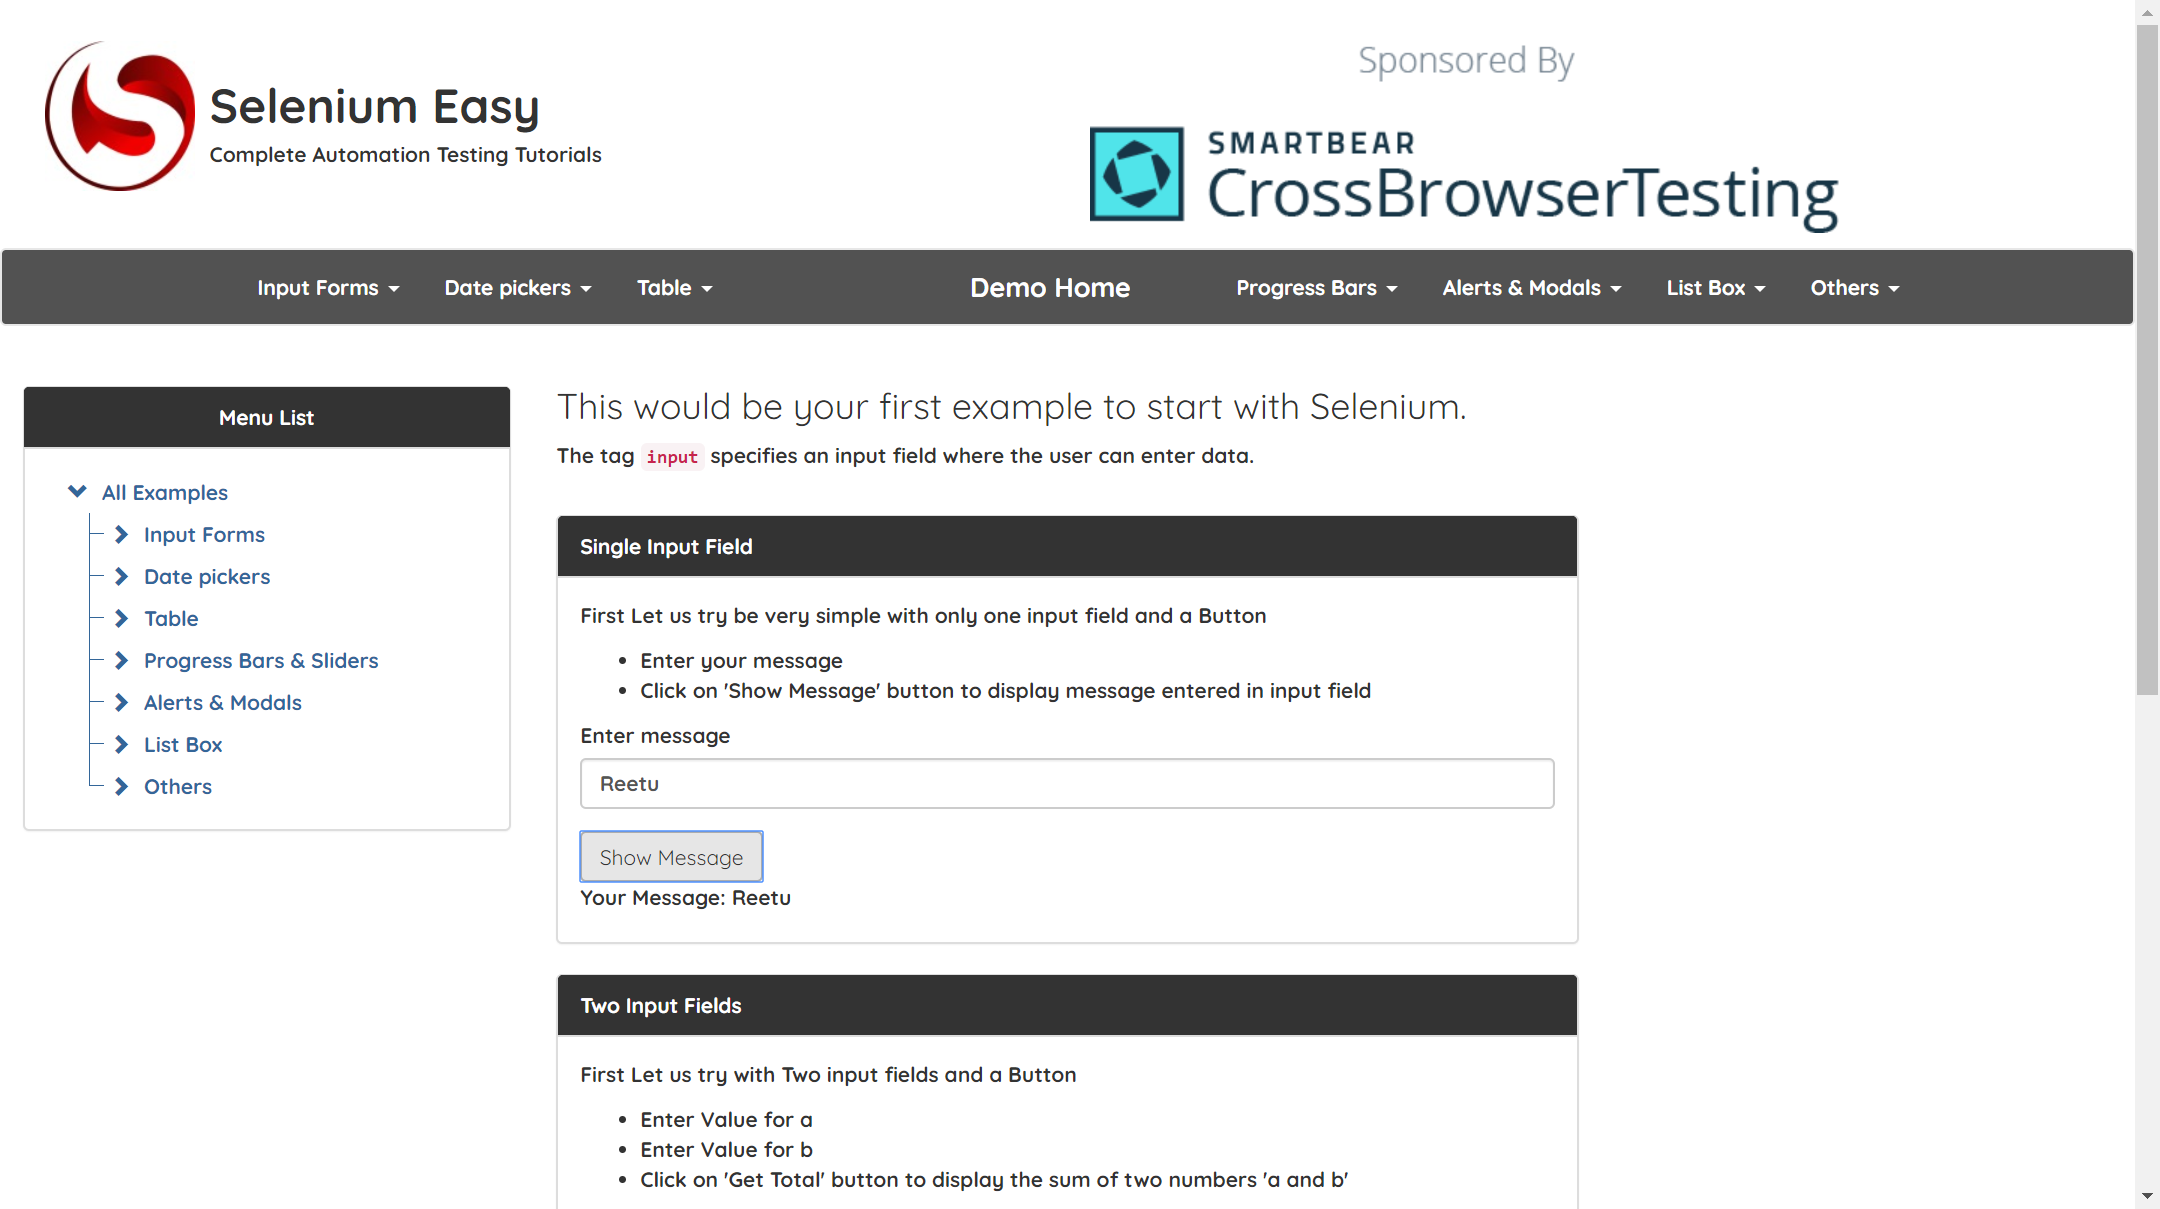 Selenium Easy
Complete Automation Testing Tutorials
Sponsored By
SMARTBEAR
CrossBrowserTesting
Input Forms Date pickers Table Demo Home Progress Bars Alerts & Modals List Box Others
Menu List
All Examples
Input Forms
Date pickers
Table
Progress Bars & Sliders
Alerts & Modals
List Box
Others
This would be your first example to start with Selenium.
The tag input specifies an input field where the user can enter data.
Single Input Field
First Let us try be very simple with only one input field and a Button
• Enter your message
• Click on 'Show Message' button to display message entered in input field
Enter message
Reetu
Show Message
Your Message: Reetu
Two Input Fields
First Let us try with Two input fields and a Button
• Enter Value for a
• Enter Value for b
• Click on 'Get Total' button to display the sum of two numbers 'a and b'